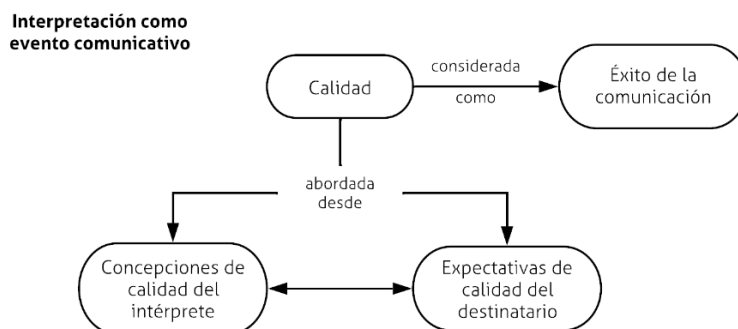 Interpretación como
evento comunicativo
Calidad
considerada
como
Éxito de la
comunicación
abordada
desde
Concepciones de
calidad del
intérprete
Expectativas de
calidad del
destinatario